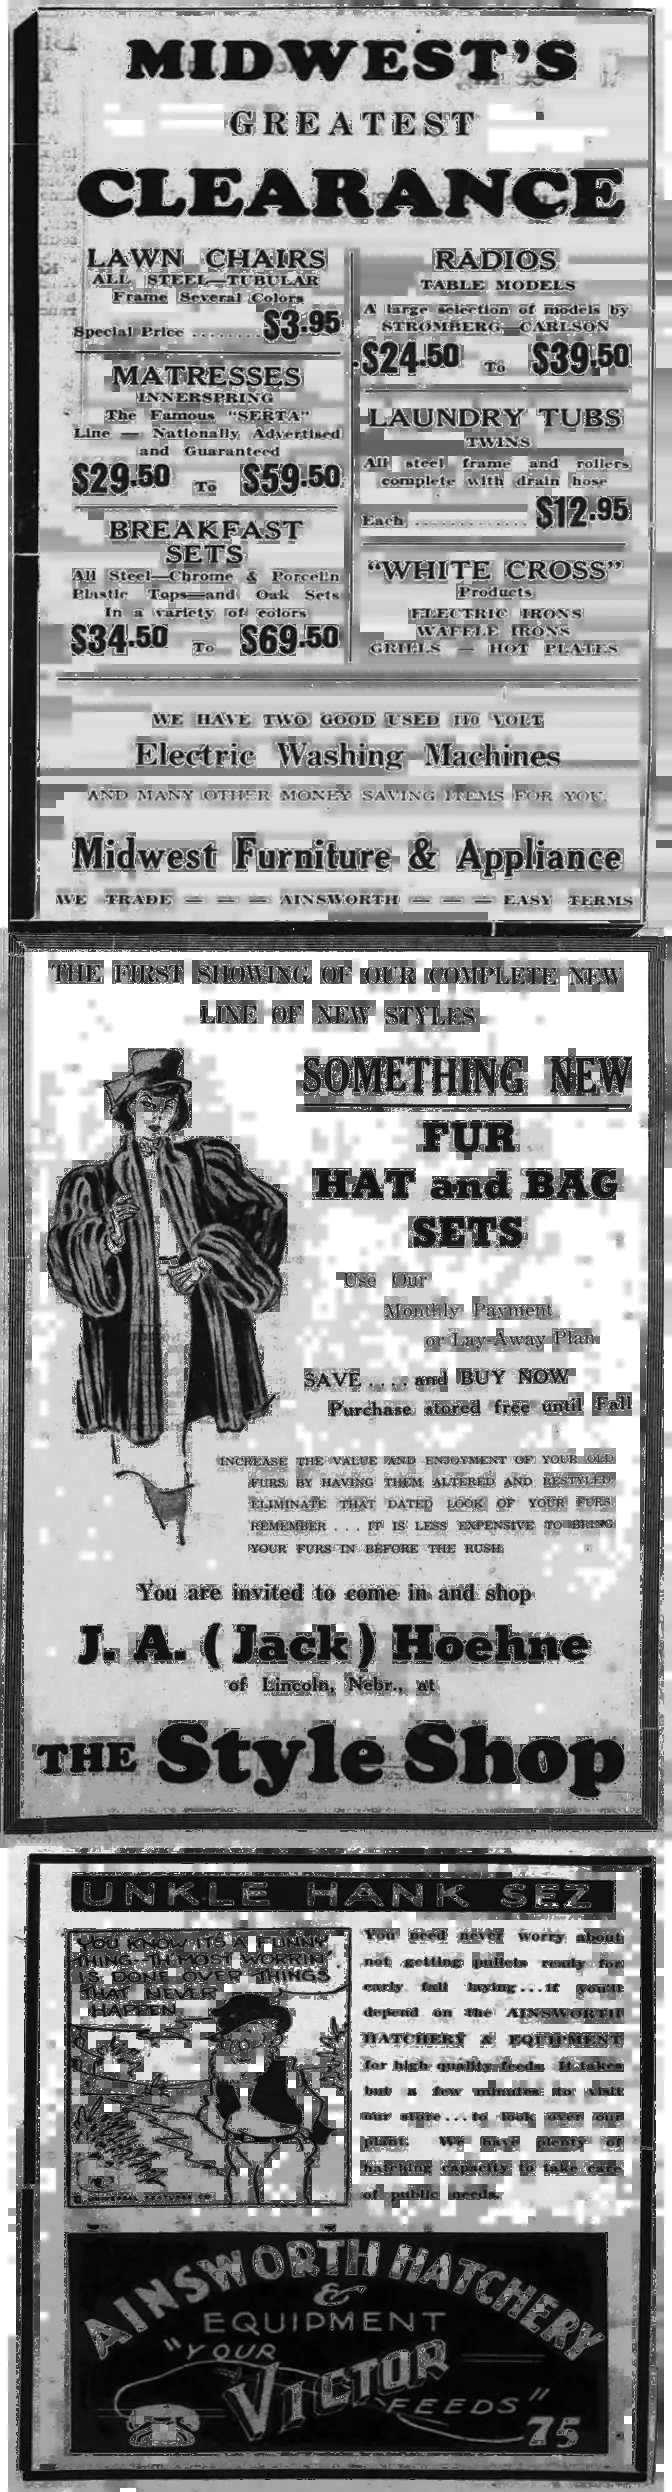 MIDWEST'S
GREATEST
CLEARANCE
LAWN CHAIRS
ALL STEEL—TUBULAR
Frame Several Colors
Special Price ........ $3.95
MATRESSES
INNERSPRING
The Famous "SERTA"
Line — Nationally Advertised
and Guaranteed
$29.50 To $59.50
BREAKFAST
SETS
All Steel—Chrome & Porcel'n
Plastic Tops—and Oak Sets
In a variety of colors
$34.50 To $69.50
RADIOS
TABLE MODELS
A large selection of models by
STROMBERG CARLSON
$24.50 To $39.50
LAUNDRY TUBS
TWINS
All steel frame and rollers
complete with drain hose
Each ............. $12.95
"WHITE CROSS"
Products
ELECTRIC IRONS
WAFFLE IRONS
GRILLS — HOT PLATES
WE HAVE TWO GOOD USED 110 VOLT
Electric Washing Machines
AND MANY OTHER MONEY SAVING ITEMS FOR YOU.
Midwest Furniture & Appliance
WE TRADE — — — AINSWORTH — — — EASY TERMS
THE FIRST SHOWING OF OUR COMPLETE NEW
LINE OF NEW STYLES
SOMETHING NEW
FUR
HAT and BAG
SETS
Use Our
Monthly Payment
or Lay-Away Plan
SAVE .... and BUY NOW
Purchase stored free until Fall
INCREASE THE VALUE AND ENJOYMENT OF YOUR OLD
FURS BY HAVING THEM ALTERED AND RESTYLED
ELIMINATE THAT DATED LOOK OF YOUR FURS
REMEMBER ... IT IS LESS EXPENSIVE TO BRING
YOUR FURS IN BEFORE THE RUSH
You are invited to come in and shop
J. A. (Jack) Hoehne
of Lincoln, Nebr., at
THE Style Shop
UNKLE HANK SEZ
YOU KNOW ITS A FUNNY
THING-TH' MOST WORRIN'
IS DONE OVER THINGS
THAT NEVER
HAPPEN
You need never worry about
not getting pullets ready for
early fall laying...if you'll
depend on the AINSWORTH
HATCHERY & EQUIPMENT
for high quality feeds. It takes
but a few minutes to visit
our store...to look over our
plant. We have plenty of
hatching capacity to take care
of public needs.
AINSWORTH HATCHERY
&
EQUIPMENT
"YOUR
VICTOR
FEEDS"
75